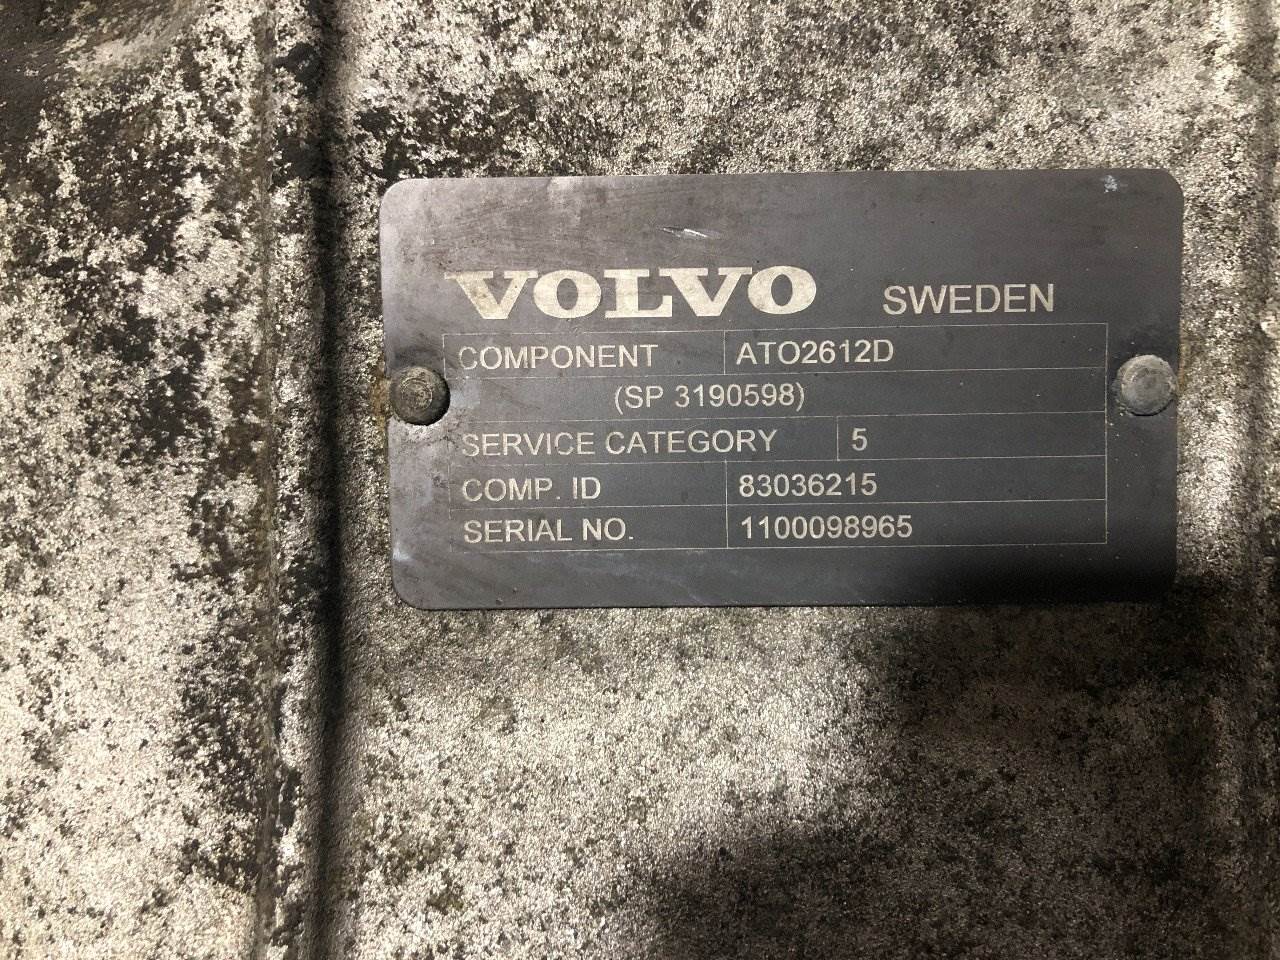 VOLVO SWEDEN
COMPONENT ATO2612D
(SP 3190598)
SERVICE CATEGORY 5
COMP. ID 83036215
SERIAL NO. 1100098965